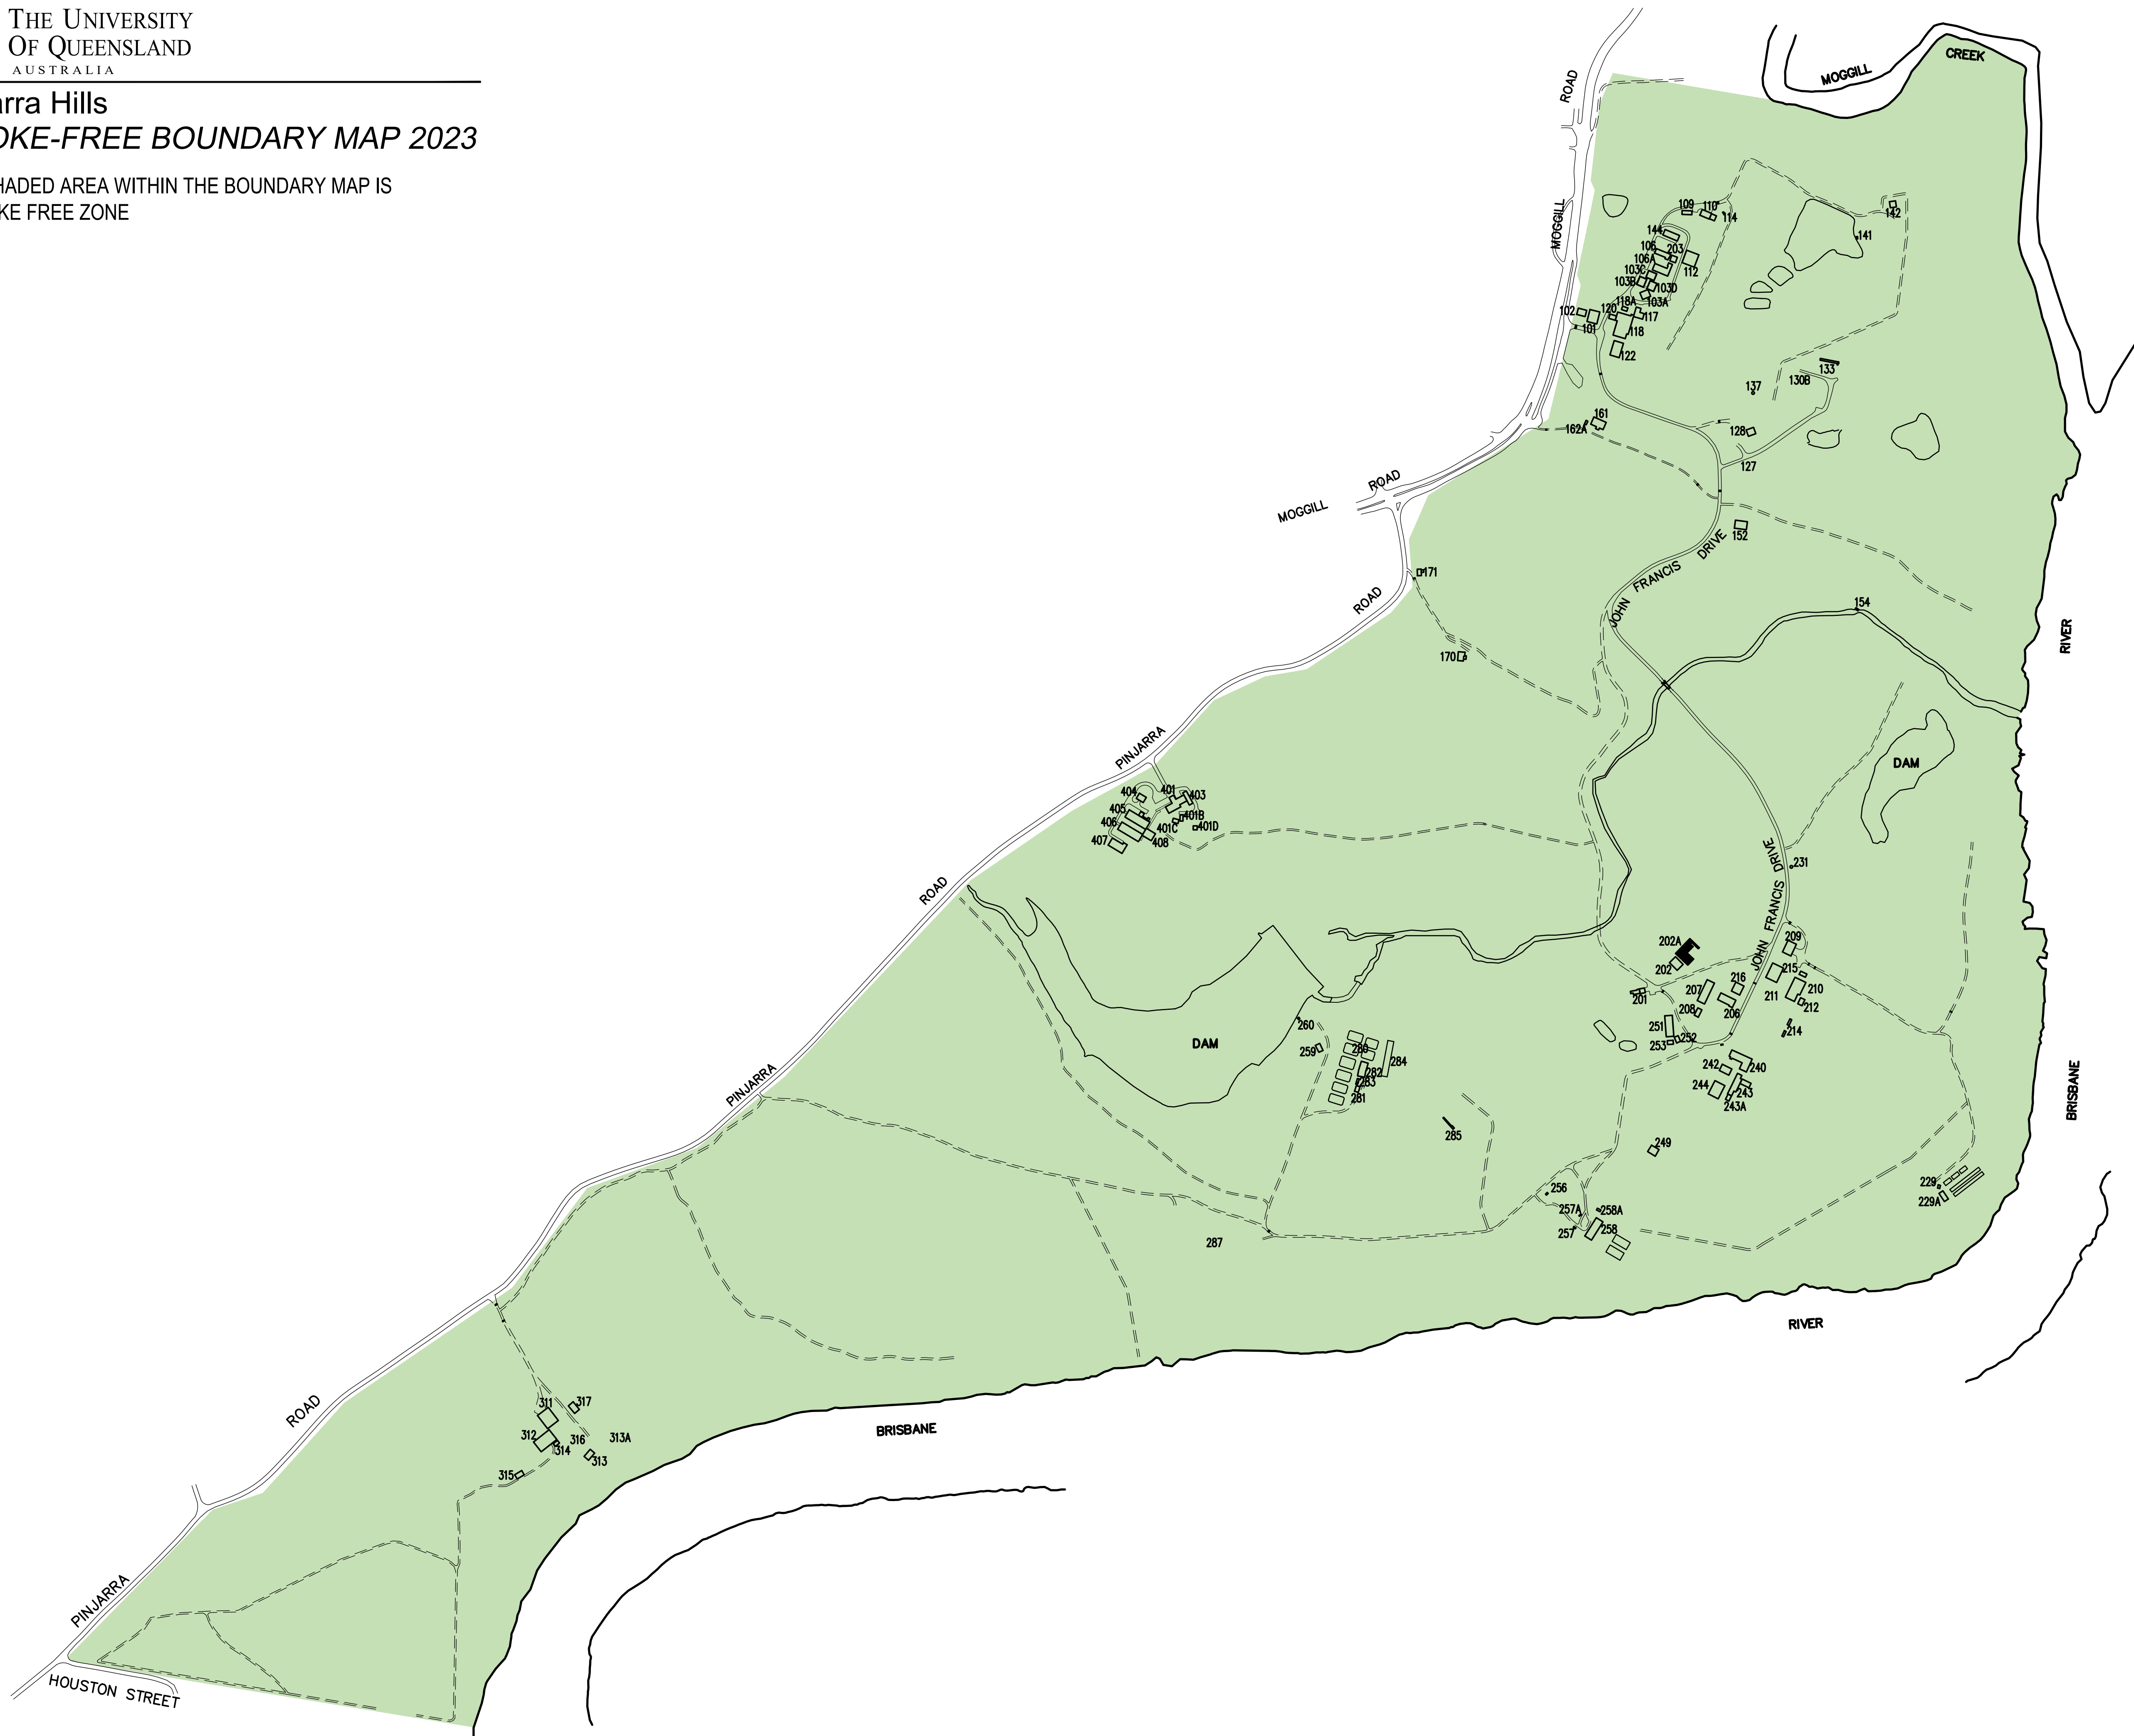 THE UNIVERSITY
OF QUEENSLAND
AUSTRALIA
arra Hills
OKE-FREE BOUNDARY MAP 2023
HADED AREA WITHIN THE BOUNDARY MAP IS
KE FREE ZONE
MOGGILL
CREEK
ROAD
MOGGILL
109
110
114
142
144
141
106
203
106A
103C
112
103B
103D
118A
103A
102
120
117
101
118
122
133
130B
137
161
162A
128
127
ROAD
MOGGILL
152
DRIVE
FRANCIS
JOHN
171
ROAD
154
RIVER
170
PINJARRA
DAM
404
401
403
405
401B
406
401C
401D
407
408
JOHN FRANCIS DRIVE
231
ROAD
209
202A
202
215
216
207
210
201
211
212
208
206
251
214
252
253
260
259
280
284
DAM
282
283
281
242
240
244
243
243A
PINJARRA
BRISBANE
285
249
229
229A
256
257A
258A
257
258
287
RIVER
ROAD
311
317
312
316
313A
314
313
315
BRISBANE
PINJARRA
HOUSTON STREET